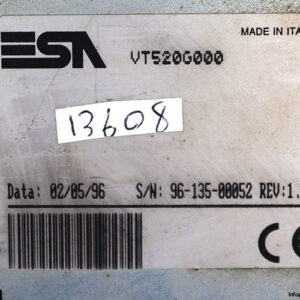 ESA
MADE IN ITA
VT520G000
13608
Data: 02/05/96 S/N: 96-135-00052 REV:1.
CE